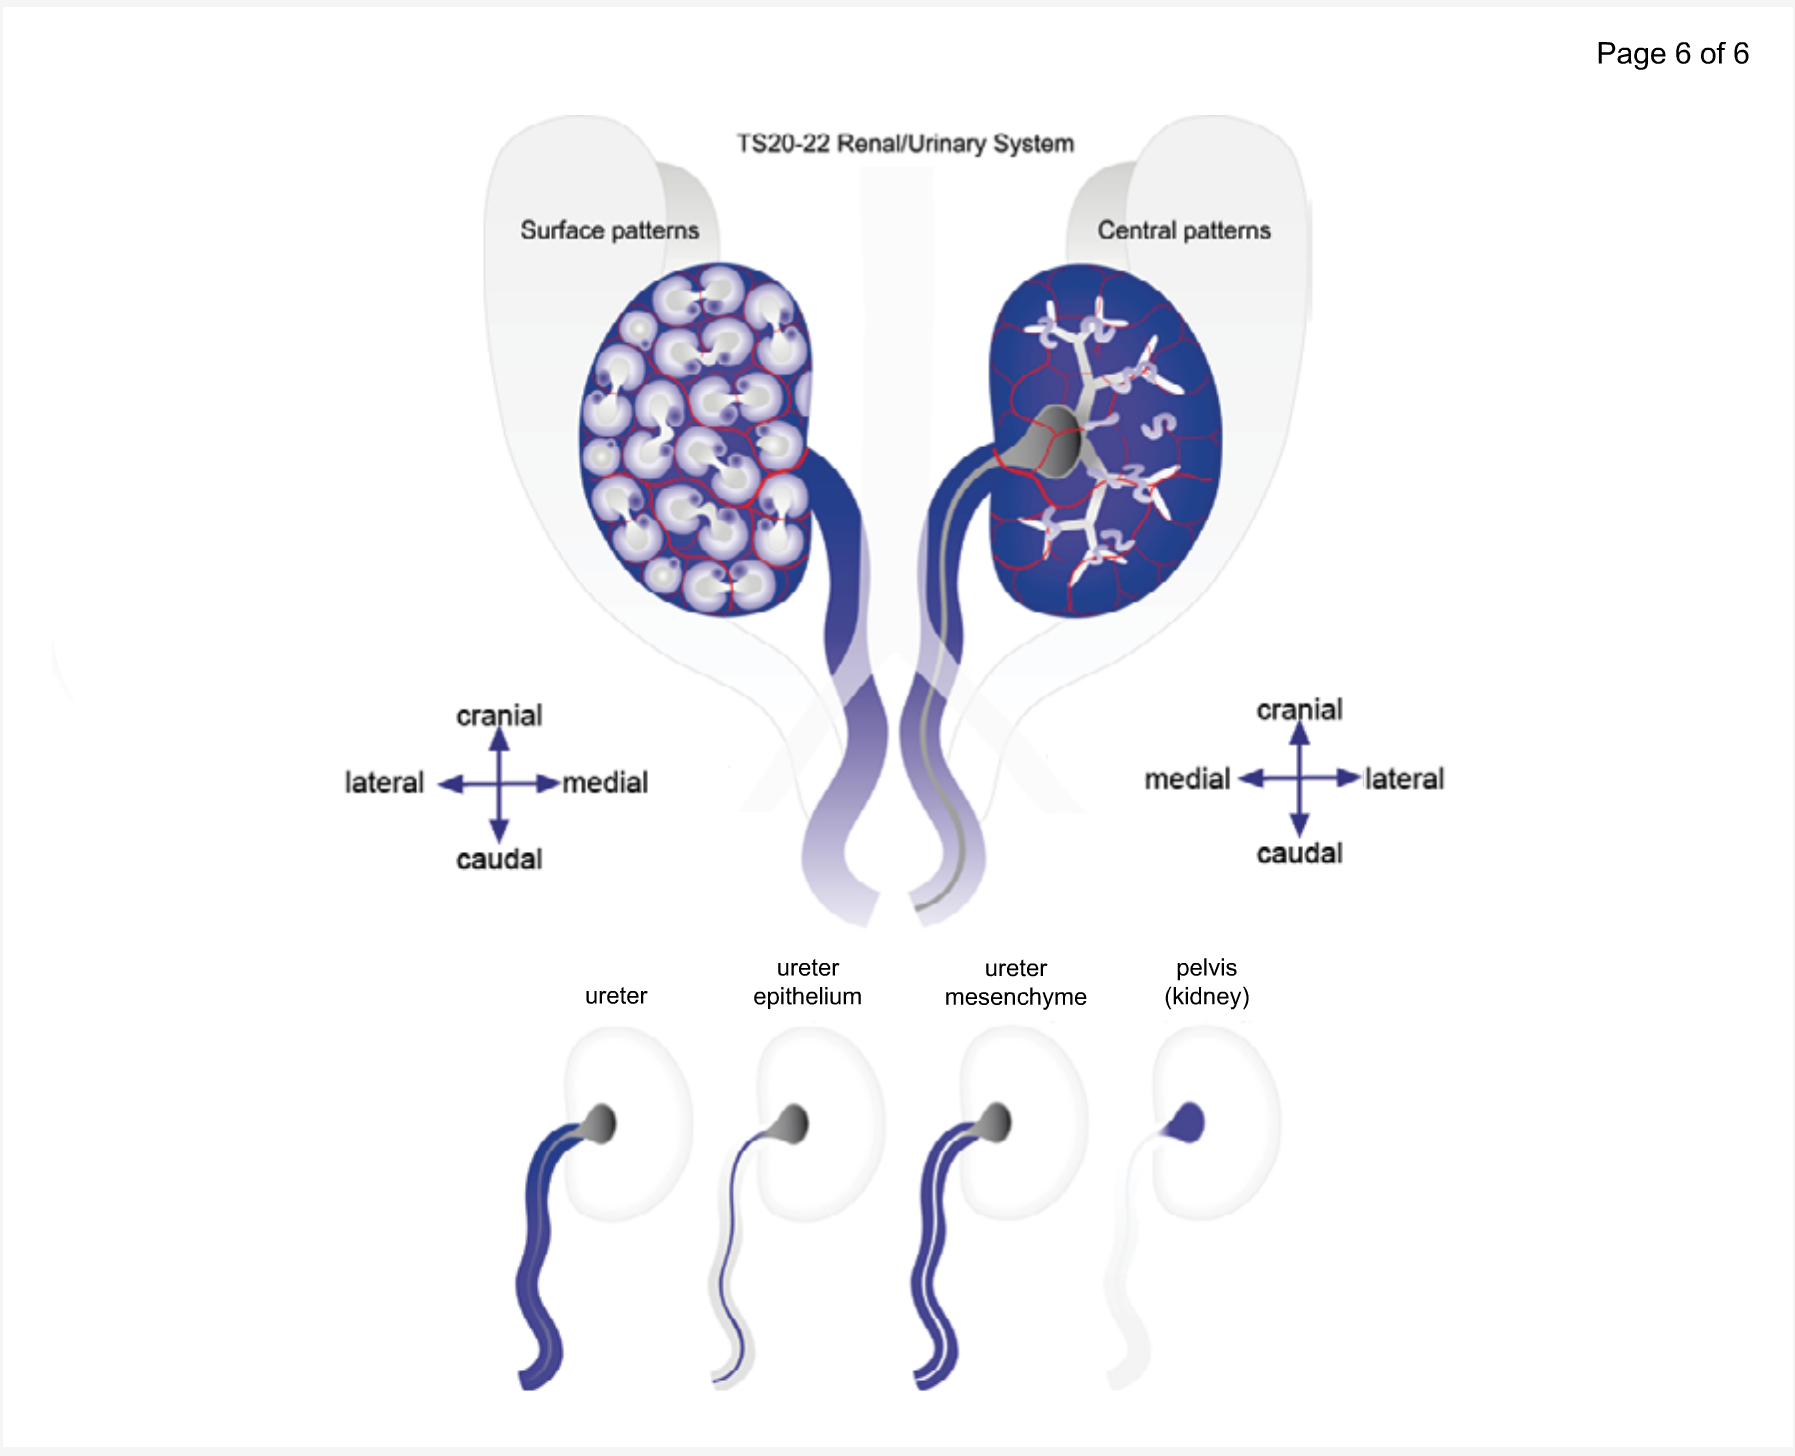 Page 6 of 6
TS20-22 Renal/Urinary System
Surface patterns
Central patterns
cranial
lateral
medial
caudal
cranial
medial
lateral
caudal
ureter
ureter
epithelium
ureter
mesenchyme
pelvis
(kidney)